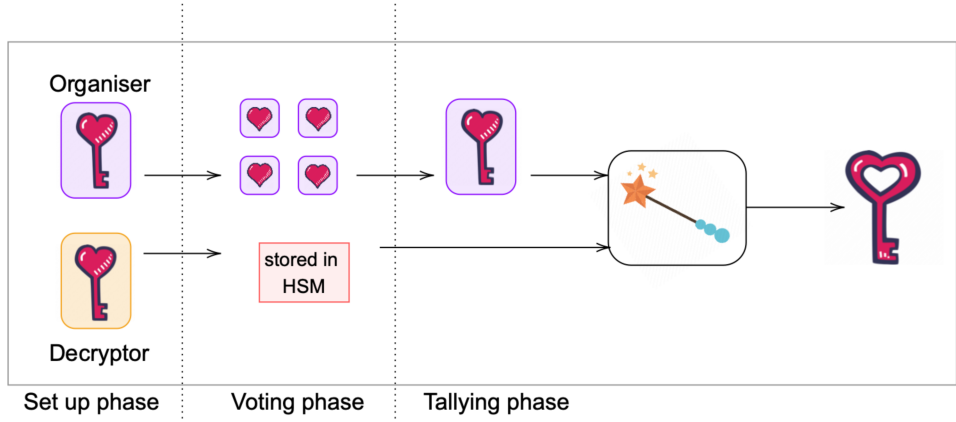 Organiser
stored in
HSM
Decryptor
Set up phase
Voting phase
Tallying phase